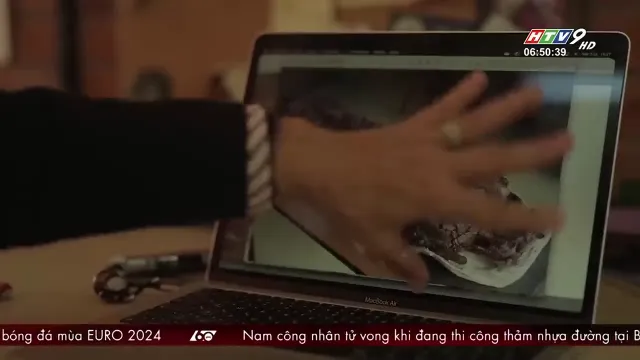 HTV9 HD
06:50:39
MacBook Air
bóng đá mùa EURO 2024 60 Nam công nhân tử vong khi đang thi công thảm nhựa đường tại B